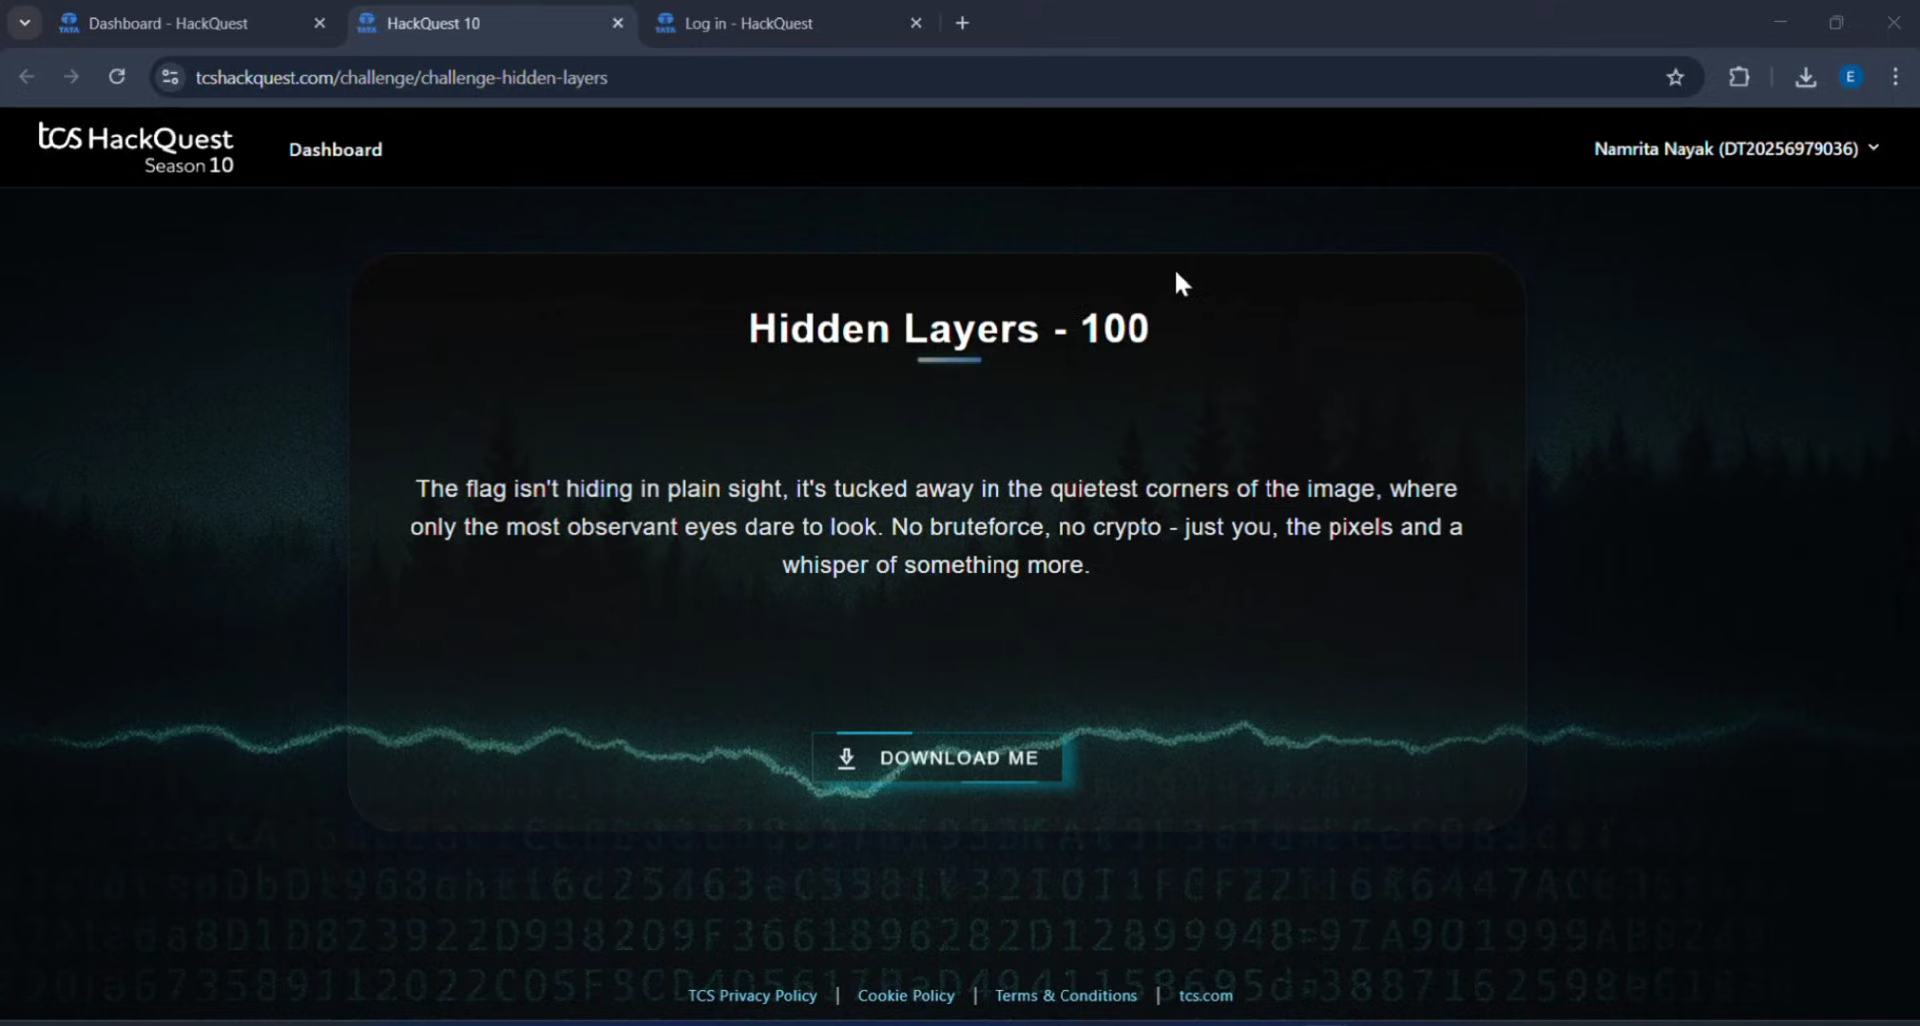 Dashboard - HackQuest
HackQuest 10
Log in - HackQuest
tcshackquest.com/challenge/challenge-hidden-layers
E
tcs HackQuest
Season 10
Dashboard
Namrita Nayak (DT20256979036)
Hidden Layers - 100
The flag isn't hiding in plain sight, it's tucked away in the quietest corners of the image, where
only the most observant eyes dare to look. No bruteforce, no crypto - just you, the pixels and a
whisper of something more.
DOWNLOAD ME
TCS Privacy Policy | Cookie Policy | Terms & Conditions | tcs.com